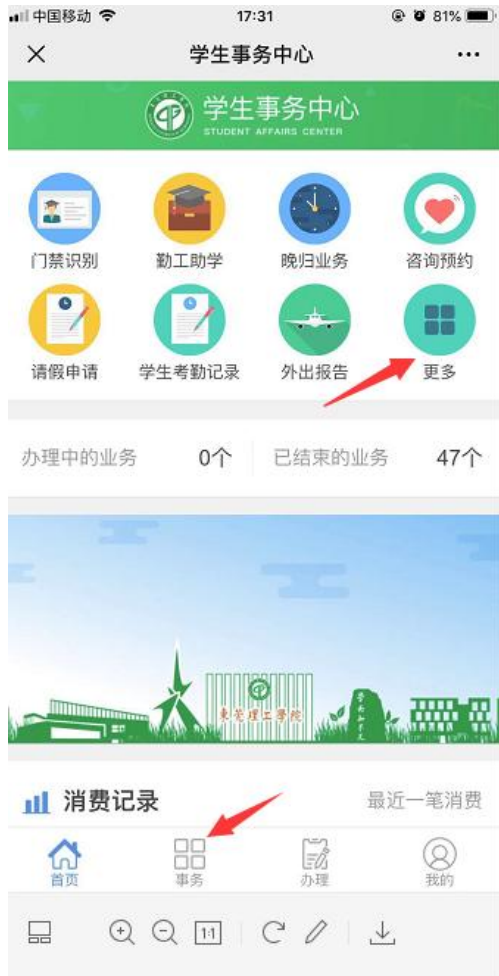 中国移动 17:31 81%
学生事务中心
学生事务中心
STUDENT AFFAIRS CENTER
门禁识别 勤工助学 晚归业务 咨询预约
请假申请 学生考勤记录 外出报告 更多
办理中的业务 0个 已结束的业务 47个
東莞理工學院
消费记录 最近一笔消费
首页 事务 办理 我的
1:1